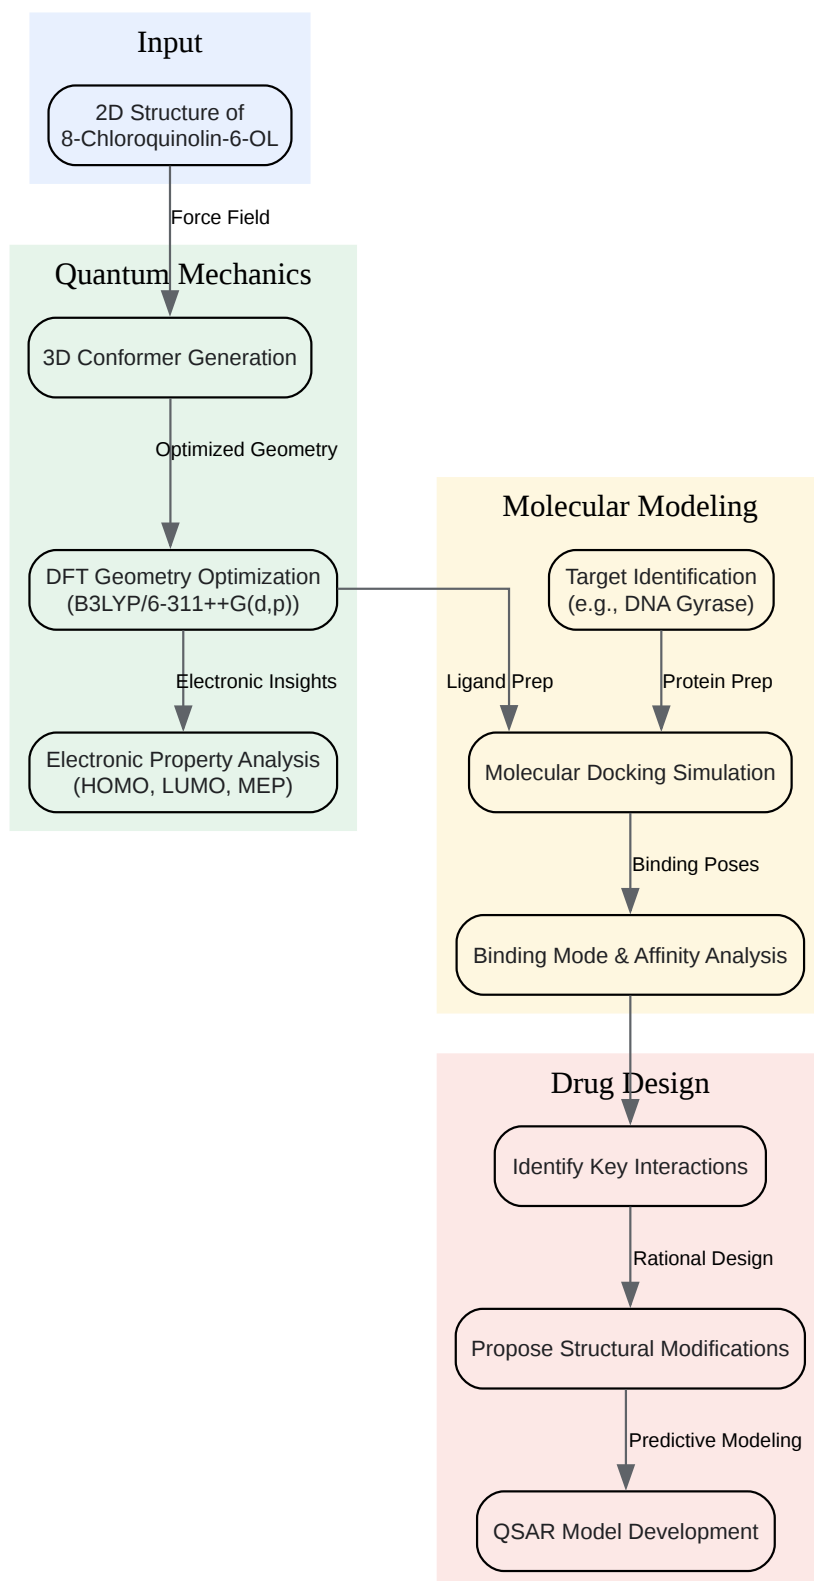 Input
2D Structure of
8-Chloroquinolin-6-OL
Force Field
Quantum Mechanics
3D Conformer Generation
Optimized Geometry
DFT Geometry Optimization
(B3LYP/6-311++G(d,p))
Electronic Insights
Electronic Property Analysis
(HOMO, LUMO, MEP)
Molecular Modeling
Target Identification
(e.g., DNA Gyrase)
Ligand Prep
Protein Prep
Molecular Docking Simulation
Binding Poses
Binding Mode & Affinity Analysis
Drug Design
Identify Key Interactions
Rational Design
Propose Structural Modifications
Predictive Modeling
QSAR Model Development